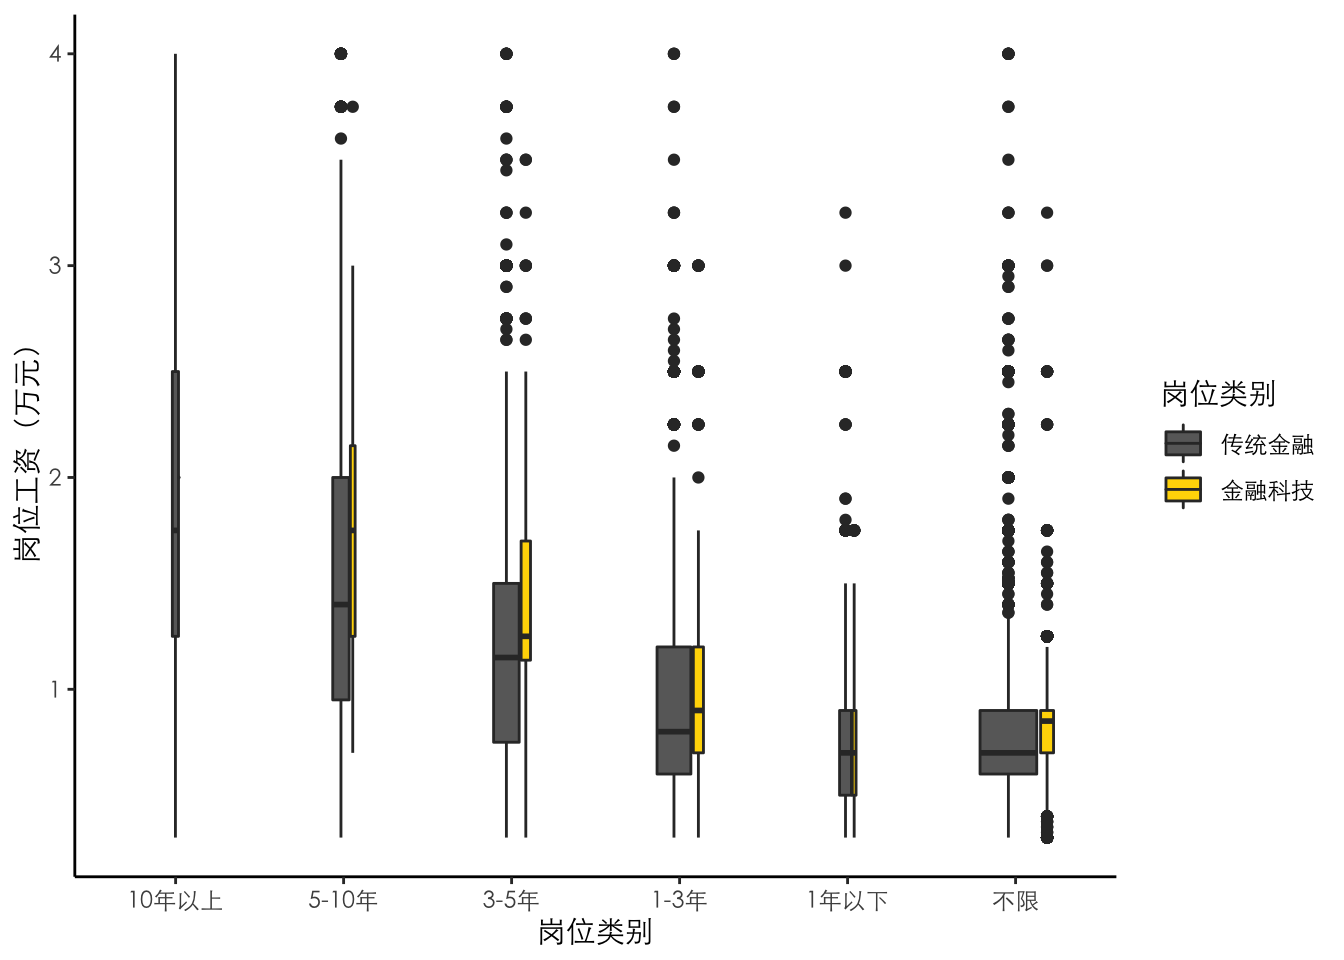 4
3
2
1
岗位工资（万元）
10年以上
5-10年
3-5年
1-3年
1年以下
不限
岗位类别
岗位类别
传统金融
金融科技